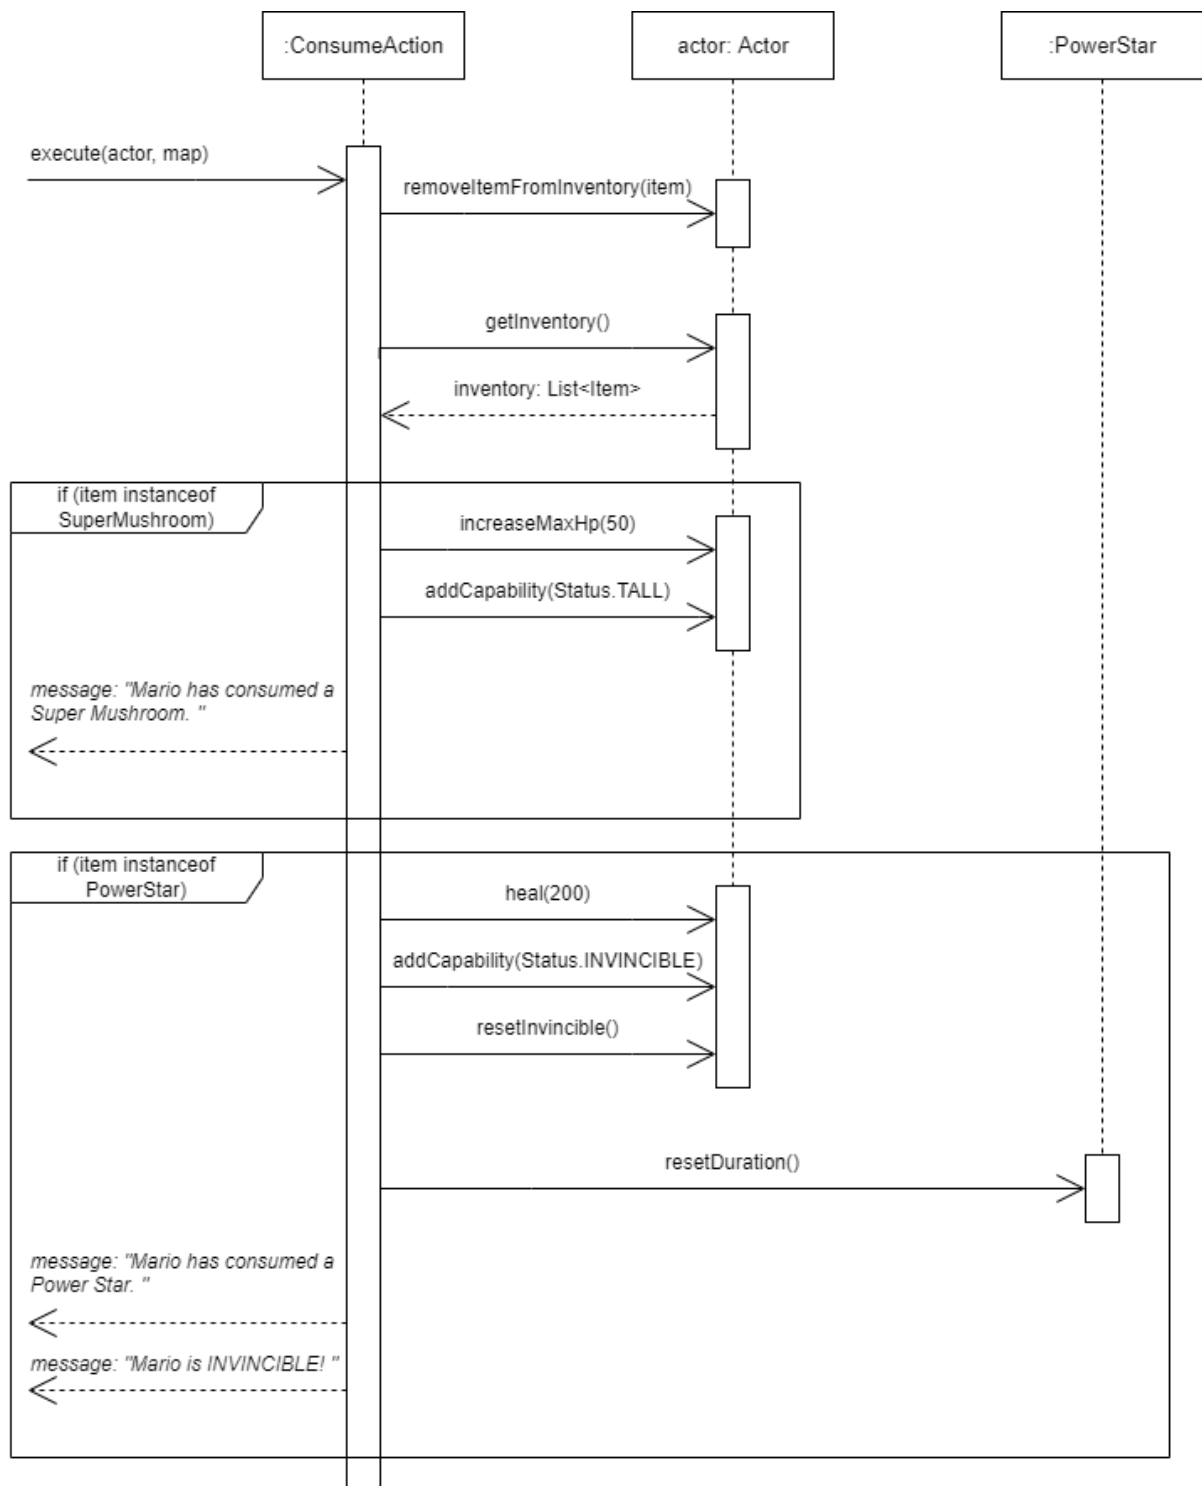 :ConsumeAction
actor: Actor
:PowerStar
execute(actor, map)
removeItemFromInventory(item)
getInventory()
inventory: List<Item>
if (item instanceof
SuperMushroom)
increaseMaxHp(50)
addCapability(Status.TALL)
message: "Mario has consumed a
Super Mushroom. "
if (item instanceof
PowerStar)
heal(200)
addCapability(Status.INVINCIBLE)
resetInvincible()
resetDuration()
message: "Mario has consumed a
Power Star. "
message: "Mario is INVINCIBLE! "